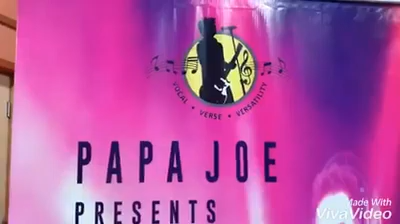 VOCAL • VERSE • VERSATILITY
PAPA JOE
PRESENTS
Made With
VivaVideo